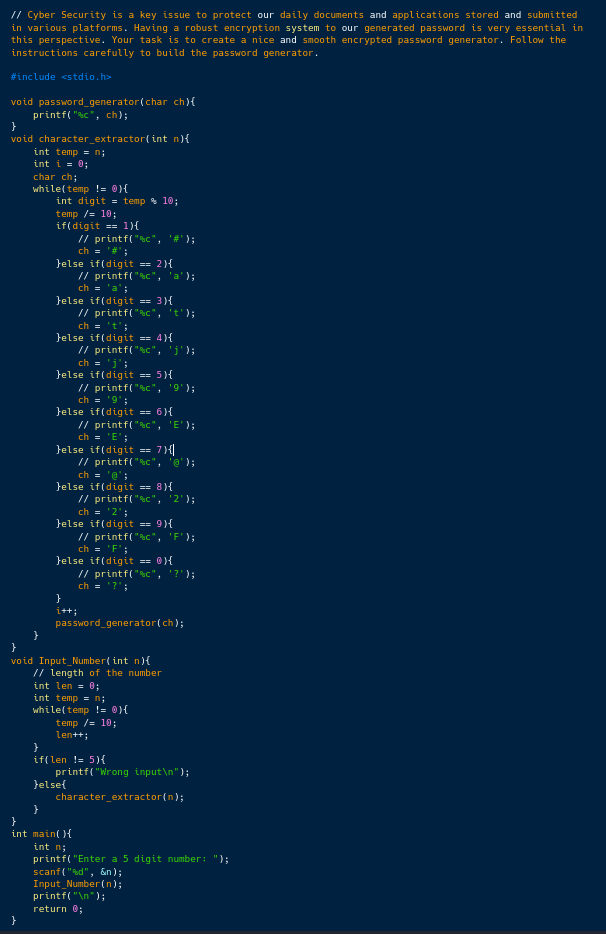 // Cyber Security is a key issue to protect our daily documents and applications stored and submitted
in various platforms. Having a robust encryption system to our generated password is very essential in
this perspective. Your task is to create a nice and smooth encrypted password generator. Follow the
instructions carefully to build the password generator.
#include <stdio.h>
void password_generator(char ch){
printf("%c", ch);
}
void character_extractor(int n){
int temp = n;
int i = 0;
char ch;
while(temp != 0){
int digit = temp % 10;
temp /= 10;
if(digit == 1){
// printf("%c", '#');
ch = '#';
}else if(digit == 2){
// printf("%c", 'a');
ch = 'a';
}else if(digit == 3){
// printf("%c", 't');
ch = 't';
}else if(digit == 4){
// printf("%c", 'j');
ch = 'j';
}else if(digit == 5){
// printf("%c", '9');
ch = '9';
}else if(digit == 6){
// printf("%c", 'E');
ch = 'E';
}else if(digit == 7){
// printf("%c", '@');
ch = '@';
}else if(digit == 8){
// printf("%c", '2');
ch = '2';
}else if(digit == 9){
// printf("%c", 'F');
ch = 'F';
}else if(digit == 0){
// printf("%c", '?');
ch = '?';
}
i++;
password_generator(ch);
}
}
void Input_Number(int n){
// length of the number
int len = 0;
int temp = n;
while(temp != 0){
temp /= 10;
len++;
}
if(len != 5){
printf("Wrong input\n");
}else{
character_extractor(n);
}
}
int main(){
int n;
printf("Enter a 5 digit number: ");
scanf("%d", &n);
Input_Number(n);
printf("\n");
return 0;
}